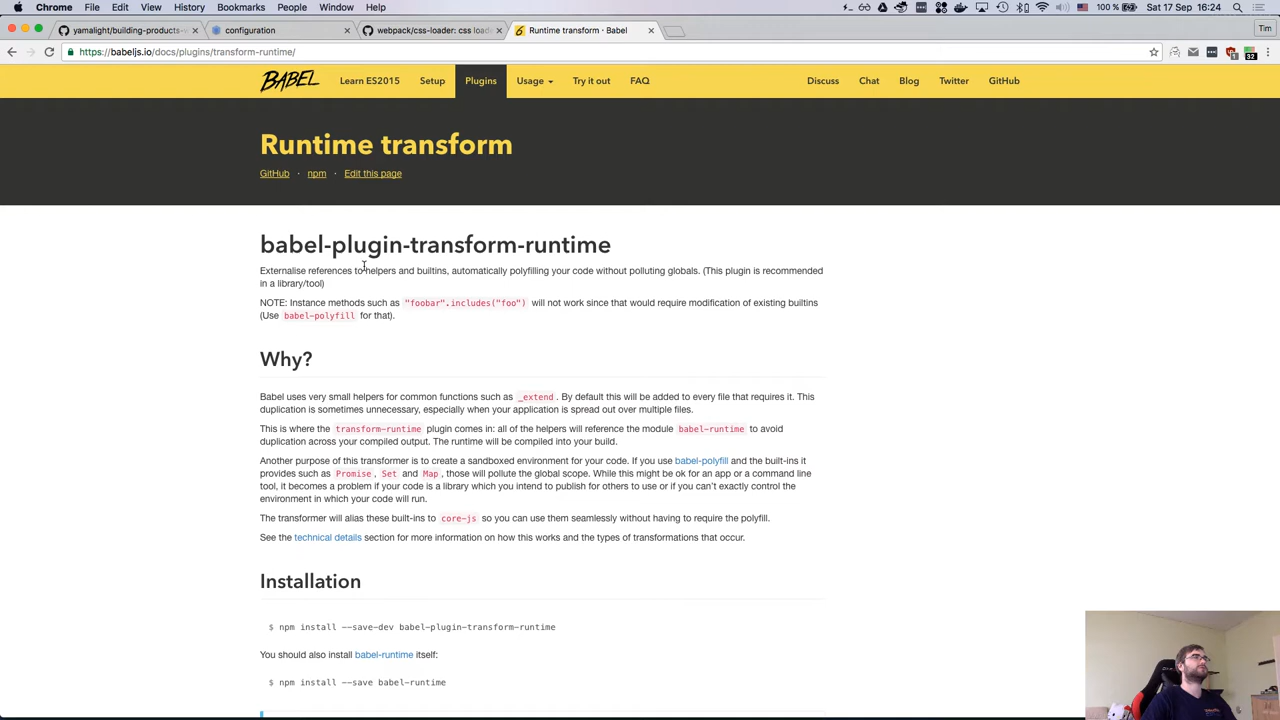 Chrome File Edit View History Bookmarks People Window Help 100 % Sat 17 Sep 16:24
yamalight/building-products-w configuration webpack/css-loader: css load Runtime transform · Babel Tim
https://babeljs.io/docs/plugins/transform-runtime/
BABEL Learn ES2015 Setup Plugins Usage Try it out FAQ Discuss Chat Blog Twitter GitHub
Runtime transform
GitHub · npm · Edit this page
babel-plugin-transform-runtime
Externalise references to helpers and builtins, automatically polyfilling your code without polluting globals. (This plugin is recommended
in a library/tool)
NOTE: Instance methods such as "foobar".includes("foo") will not work since that would require modification of existing builtins
(Use babel-polyfill for that).
Why?
Babel uses very small helpers for common functions such as _extend. By default this will be added to every file that requires it. This
duplication is sometimes unnecessary, especially when your application is spread out over multiple files.
This is where the transform-runtime plugin comes in: all of the helpers will reference the module babel-runtime to avoid
duplication across your compiled output. The runtime will be compiled into your build.
Another purpose of this transformer is to create a sandboxed environment for your code. If you use babel-polyfill and the built-ins it
provides such as Promise, Set and Map, those will pollute the global scope. While this might be ok for an app or a command line
tool, it becomes a problem if your code is a library which you intend to publish for others to use or if you can't exactly control the
environment in which your code will run.
The transformer will alias these built-ins to core-js so you can use them seamlessly without having to require the polyfill.
See the technical details section for more information on how this works and the types of transformations that occur.
Installation
$ npm install --save-dev babel-plugin-transform-runtime
You should also install babel-runtime itself:
$ npm install --save babel-runtime